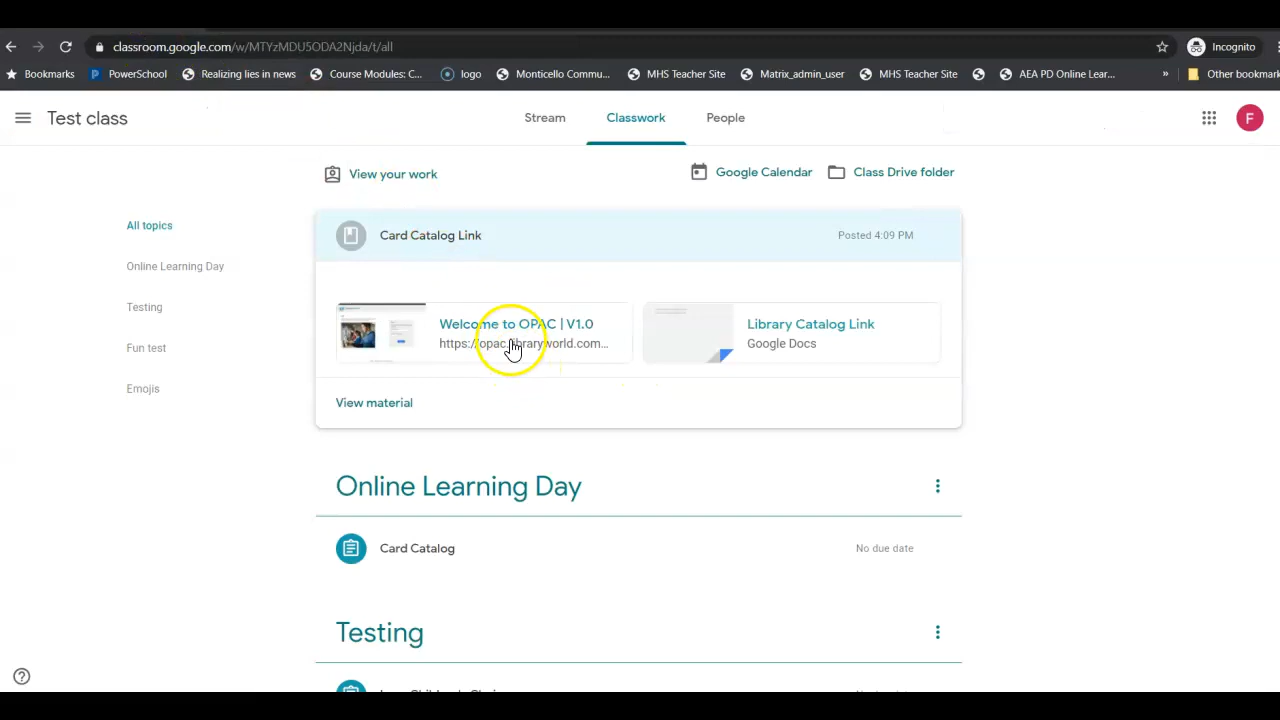 classroom.google.com/w/MTYzMDU5ODA2Njda/t/all
Incognito
Bookmarks
PowerSchool
Realizing lies in news
Course Modules: C...
logo
Monticello Commu...
MHS Teacher Site
Matrix_admin_user
MHS Teacher Site
AEA PD Online Lear...
»
Other bookmark
Test class
Stream
Classwork
People
F
View your work
Google Calendar
Class Drive folder
All topics
Online Learning Day
Testing
Fun test
Emojis
Card Catalog Link
Posted 4:09 PM
Welcome to OPAC | V1.0
https://opac.libraryworld.com...
Library Catalog Link
Google Docs
View material
Online Learning Day
Card Catalog
No due date
Testing